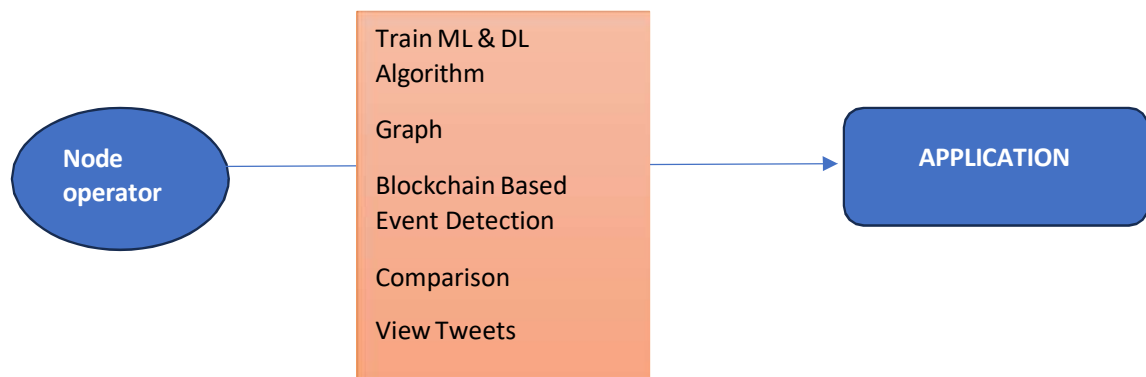 Node
operator
Train ML & DL
Algorithm
Graph
Blockchain Based
Event Detection
Comparison
View Tweets
APPLICATION